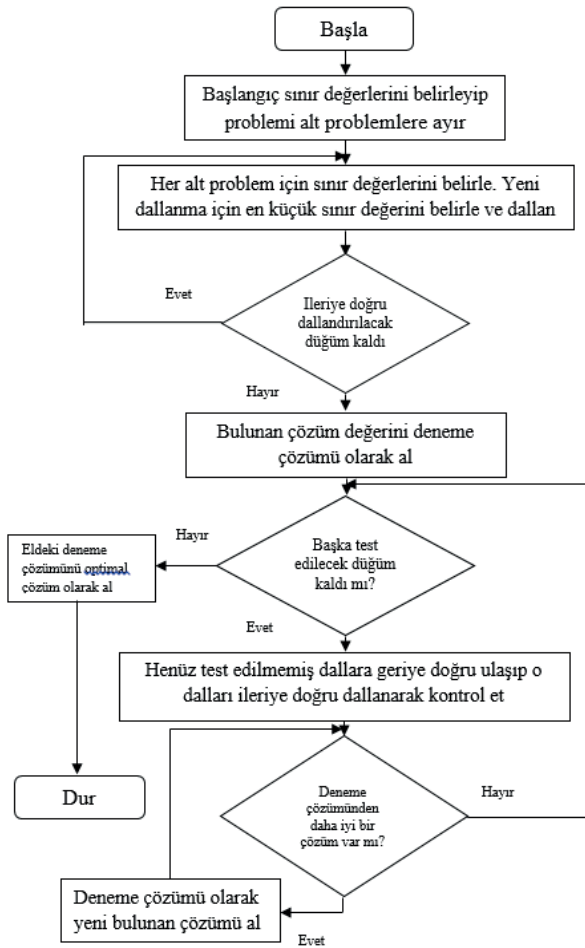 Başla
Başlangıç sınır değerlerini belirleyip
problemi alt problemlere ayır
Her alt problem için sınır değerlerini belirle. Yeni
dallanma için en küçük sınır değerini belirle ve dallan
Evet
Ileriye doğru
dallandırılacak
düğüm kaldı
Hayır
Bulunan çözüm değerini deneme
çözümü olarak al
Hayır
Başka test
edilecek düğüm
kaldı mı?
Eldeki deneme
çözümünü optimal
çözüm olarak al
Evet
Henüz test edilmemiş dallara geriye doğru ulaşıp o
dalları ileriye doğru dallanarak kontrol et
Dur
Deneme
çözümünden
daha iyi bir
çözüm var mı?
Hayır
Deneme çözümü olarak
yeni bulunan çözümü al
Evet